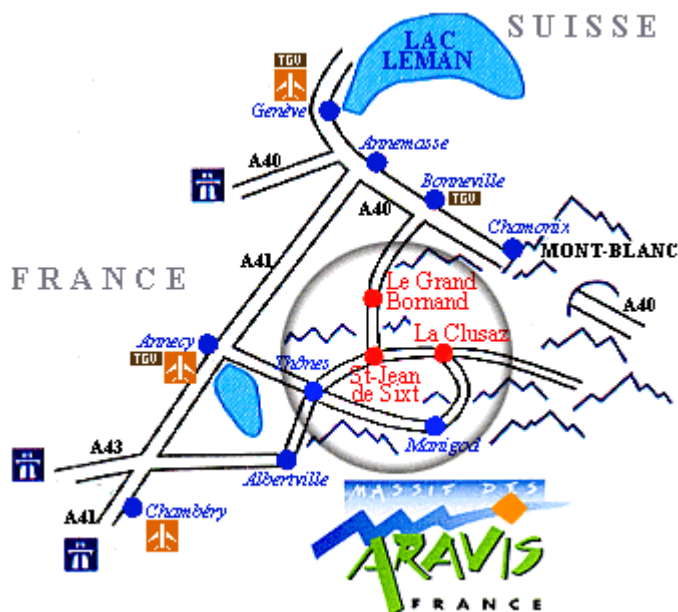 SUISSE
LAC
LEMAN
TGV
Genève
Annemasse
A40
Bonneville
TGV
A40
Chamonix
MONT-BLANC
A41
FRANCE
Le Grand
Bornand
A40
La Clusaz
Annecy
TGV
Thônes
St-Jean
de Sixt
Manigod
A43
Albertville
A41
Chambéry
MASSIF DES
ARAVIS
FRANCE